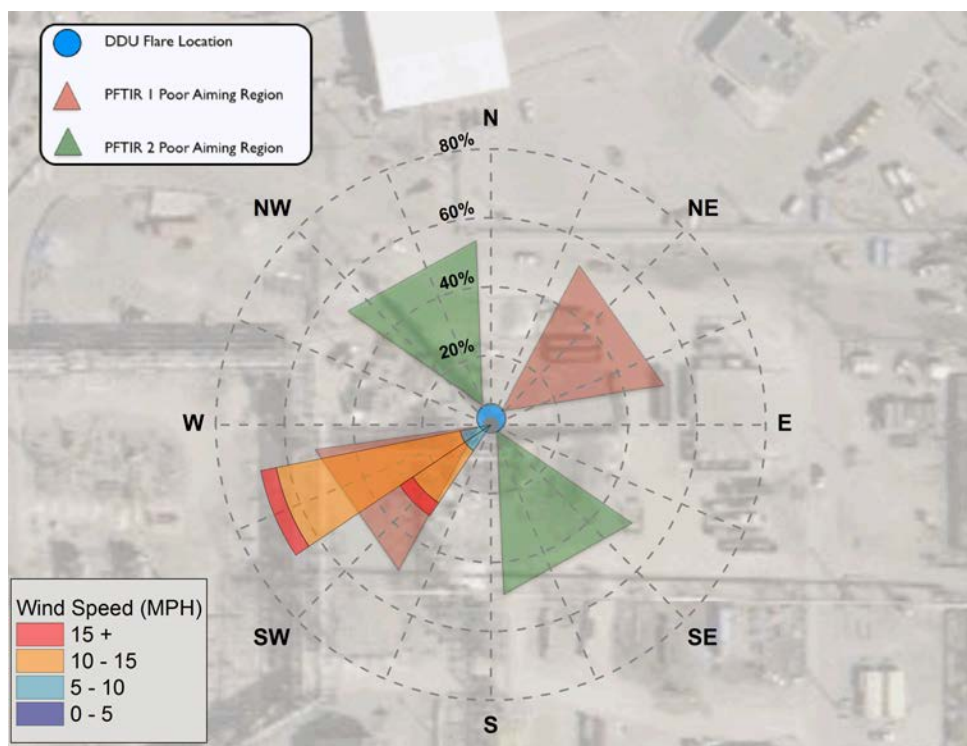 DDU Flare Location
PFTIR 1 Poor Aiming Region
PFTIR 2 Poor Aiming Region
N
80%
NW
NE
60%
40%
20%
W
E
SW
SE
S
Wind Speed (MPH)
15 +
10 - 15
5 - 10
0 - 5